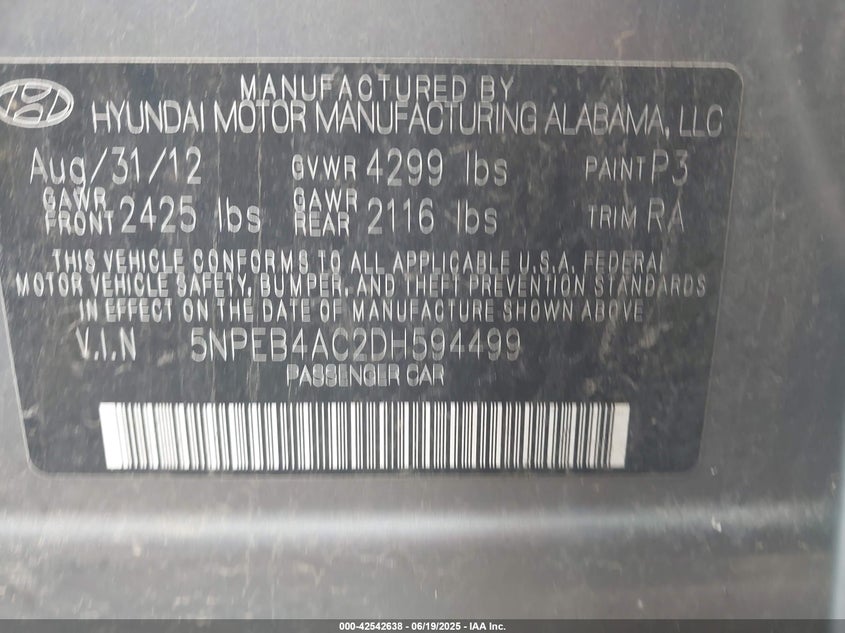 MANUFACTURED BY
HYUNDAI MOTOR MANUFACTURING ALABAMA, LLC
Aug/31/12 GVWR 4299 lbs PAINT P3
GAWR FRONT 2425 lbs GAWR REAR 2116 lbs TRIM RA
THIS VEHICLE CONFORMS TO ALL APPLICABLE U.S.A. FEDERAL
MOTOR VEHICLE SAFETY, BUMPER, AND THEFT PREVENTION STANDARDS
IN EFFECT ON THE DATE OF MANUFACTURE SHOWN ABOVE
V.I.N 5NPEB4AC2DH594499
PASSENGER CAR
000-42542638 - 06/19/2025 - IAA Inc.